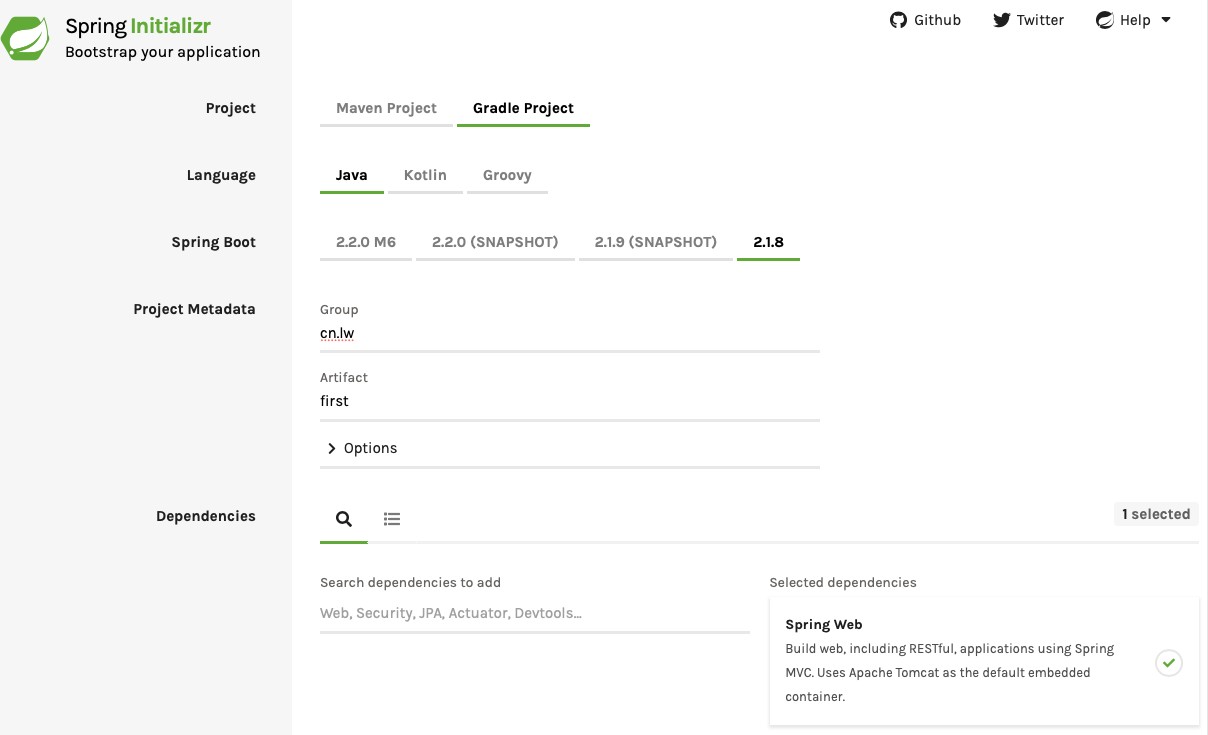 Spring Initializr
Bootstrap your application
Github Twitter Help
Project
Maven Project Gradle Project
Language
Java Kotlin Groovy
Spring Boot
2.2.0 M6 2.2.0 (SNAPSHOT) 2.1.9 (SNAPSHOT) 2.1.8
Project Metadata
Group
cn.lw
Artifact
first
Options
Dependencies
1 selected
Search dependencies to add
Web, Security, JPA, Actuator, Devtools...
Selected dependencies
Spring Web
Build web, including RESTful, applications using Spring
MVC. Uses Apache Tomcat as the default embedded
container.